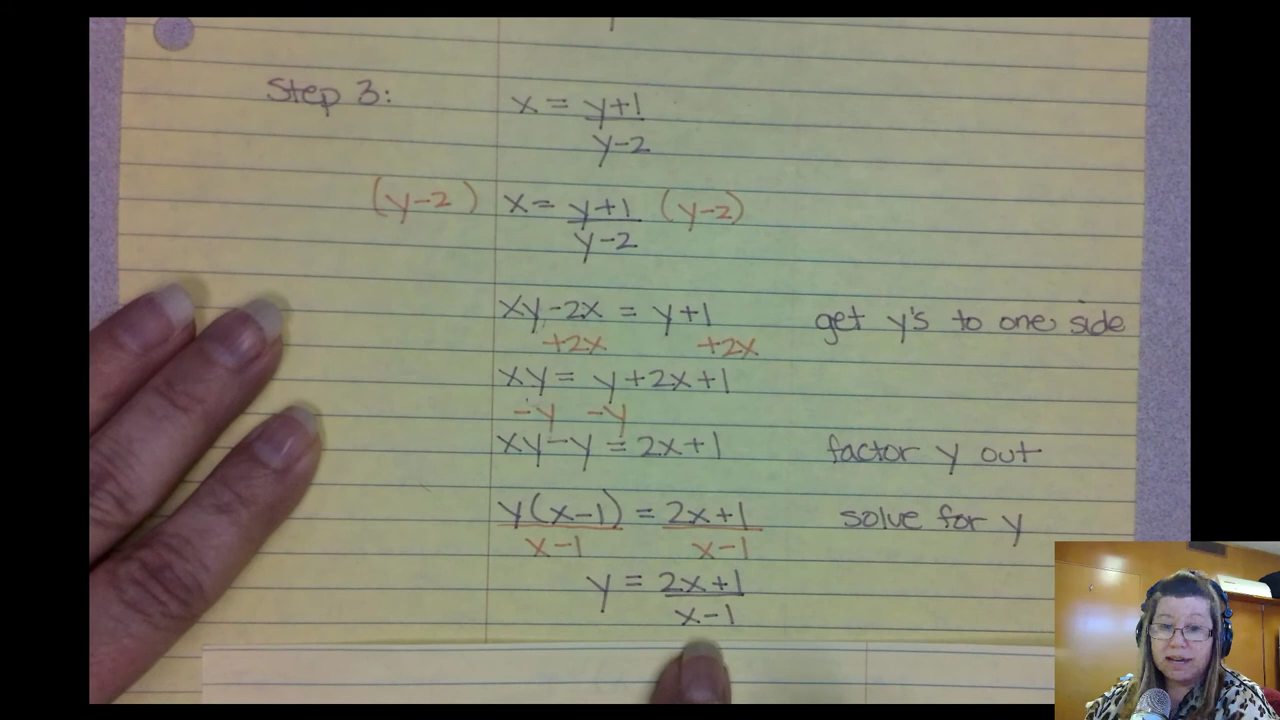 Step 3:
x = y+1
y-2
(y-2) x = y+1 (y-2)
y-2
xy-2x = y+1 get y's to one side
+2x +2x
xy = y+2x+1
-y -y
xy-y = 2x+1 factor y out
y(x-1) = 2x+1 solve for y
x-1 x-1
y = 2x+1
x-1